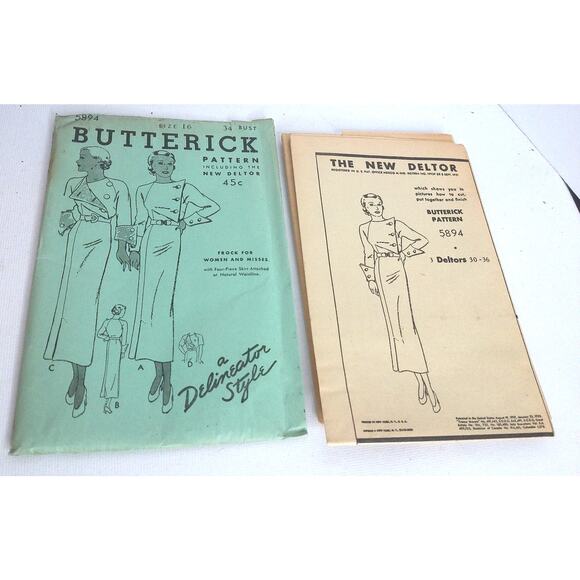 5894
SIZE 16
34 BUST
BUTTERICK
PATTERN
INCLUDING THE
NEW DELTOR
45c
FROCK FOR
WOMEN AND MISSES
with Four-Piece Skirt Attached
at Natural Waistline.
C
A
B
a
Delineator
Style
THE NEW DELTOR
which shows you in
pictures how to cut,
put together and finish
BUTTERICK
PATTERN
5894
Deltors 30-36